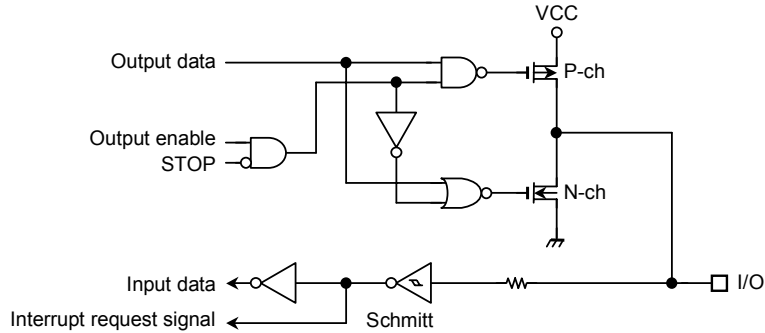 VCC
Output data
P-ch
Output enable
STOP
N-ch
Input data
I/O
Interrupt request signal
Schmitt